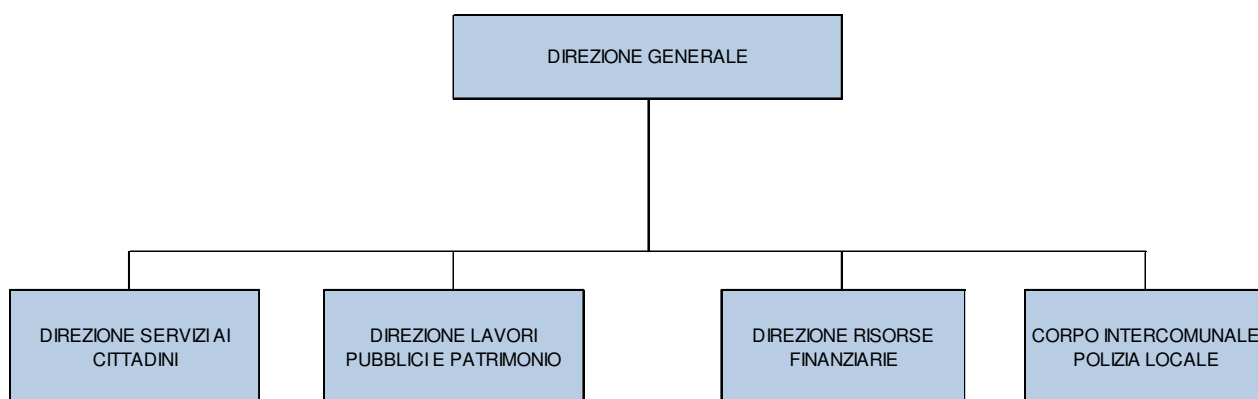 DIREZIONE GENERALE
DIREZIONE SERVIZI AI
CITTADINI
DIREZIONE LAVORI
PUBBLICI E PATRIMONIO
DIREZIONE RISORSE
FINANZIARIE
CORPO INTERCOMUNALE
POLIZIA LOCALE